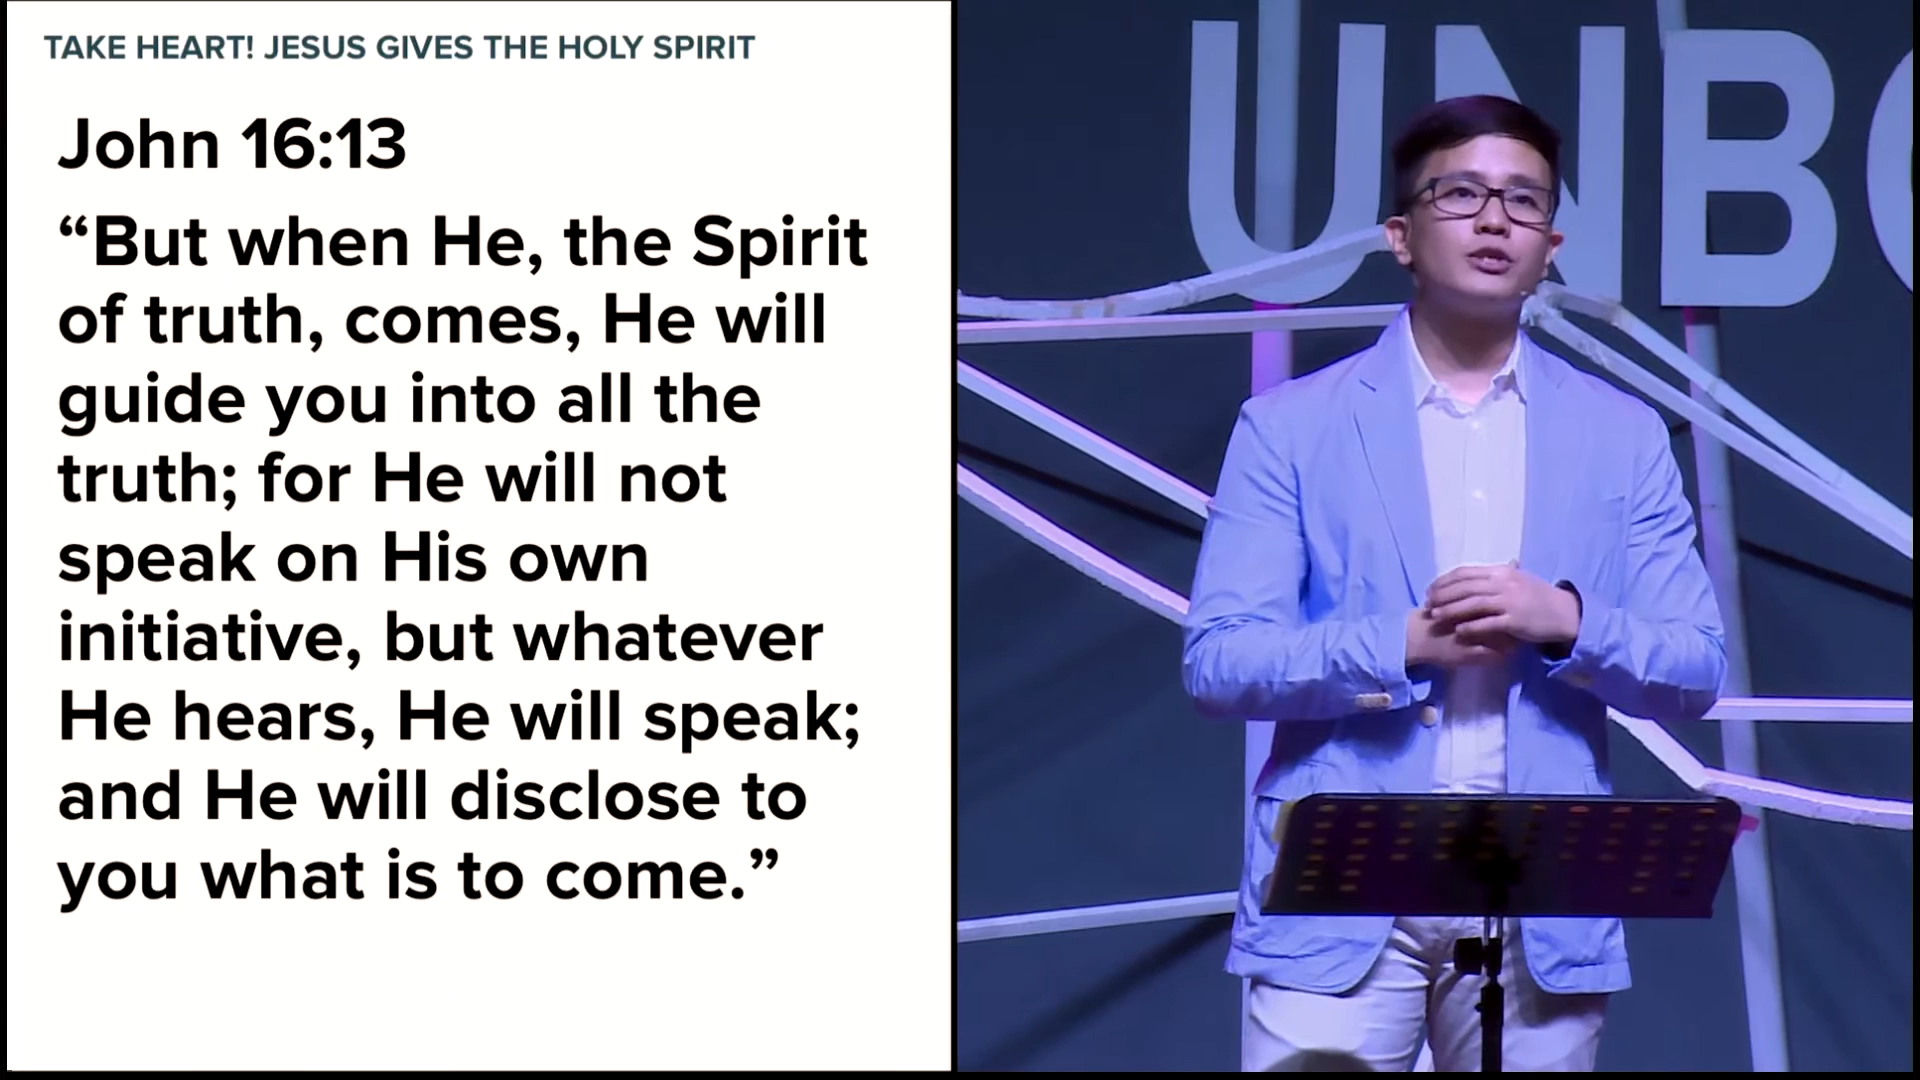 TAKE HEART! JESUS GIVES THE HOLY SPIRIT
John 16:13
“But when He, the Spirit
of truth, comes, He will
guide you into all the
truth; for He will not
speak on His own
initiative, but whatever
He hears, He will speak;
and He will disclose to
you what is to come.”
UNB